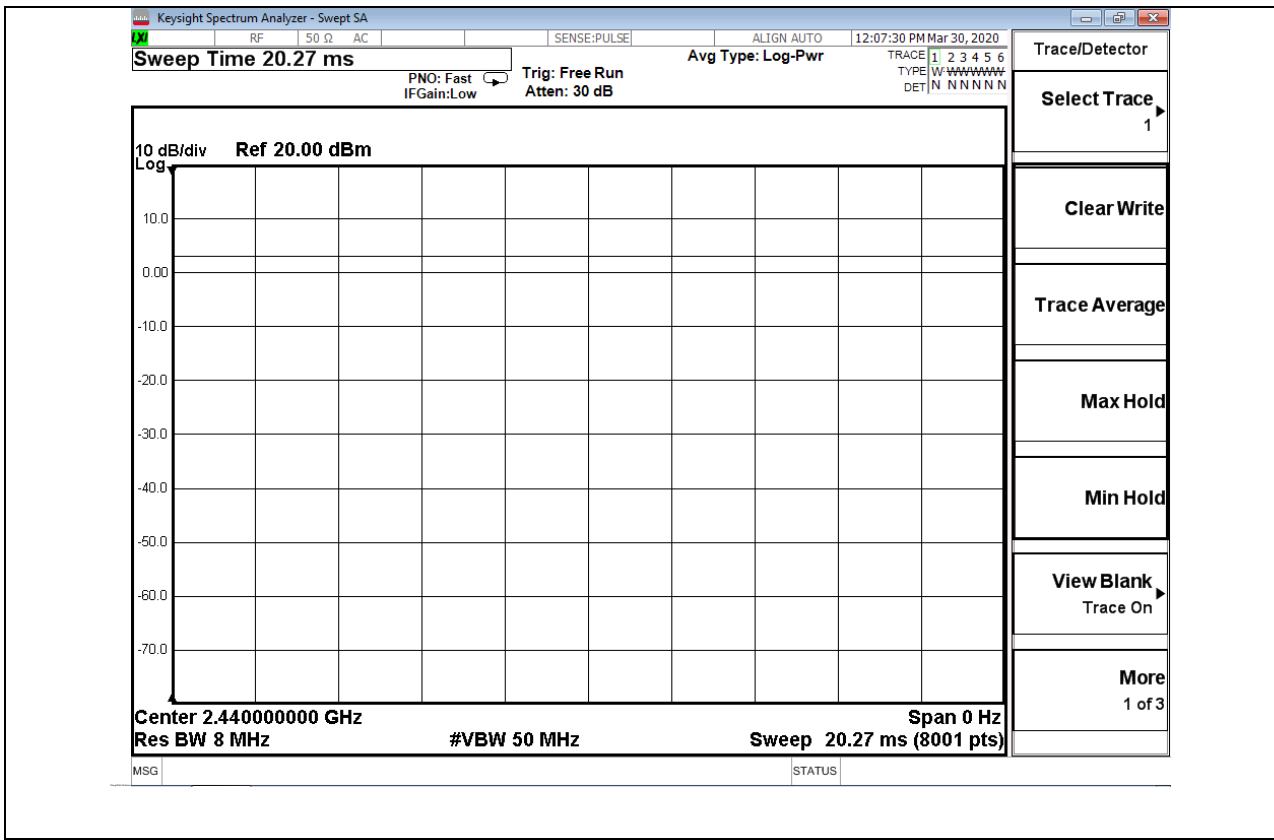 Keysight Spectrum Analyzer - Swept SA
LXI RF 50 Ω AC SENSE:PULSE ALIGN AUTO 12:07:30 PM Mar 30, 2020
Sweep Time 20.27 ms
PNO: Fast
IFGain:Low
Trig: Free Run
Atten: 30 dB
Avg Type: Log-Pwr
TRACE 1 2 3 4 5 6
TYPE W WWWWW
DET N NNNNN
10 dB/div Ref 20.00 dBm
Log
10.0
0.00
-10.0
-20.0
-30.0
-40.0
-50.0
-60.0
-70.0
Center 2.440000000 GHz Span 0 Hz
Res BW 8 MHz #VBW 50 MHz Sweep 20.27 ms (8001 pts)
MSG STATUS
Trace/Detector
Select Trace
1
Clear Write
Trace Average
Max Hold
Min Hold
View Blank
Trace On
More
1 of 3